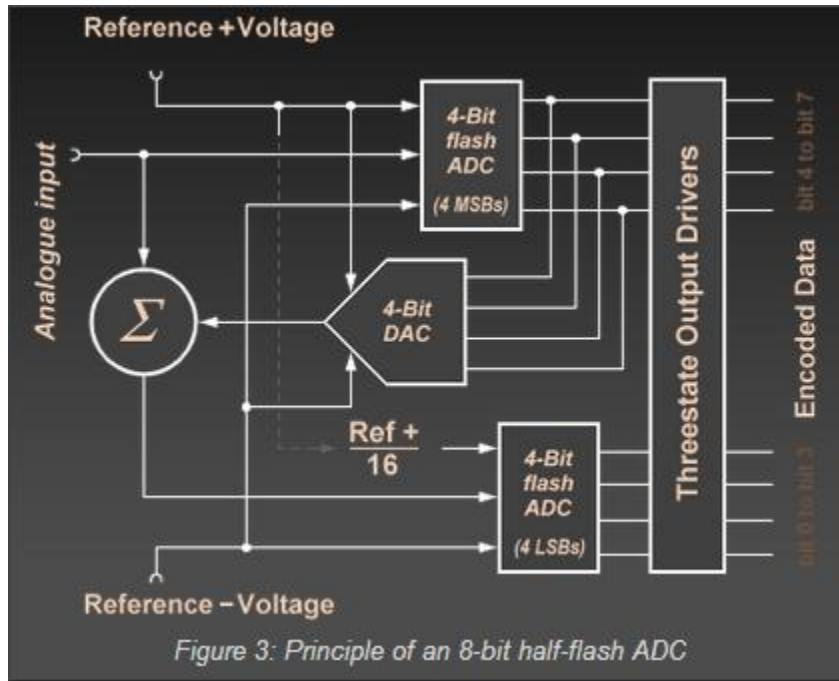 Reference +Voltage
Analogue input
4-Bit
flash
ADC
(4 MSBs)
Σ
4-Bit
DAC
Ref +
16
4-Bit
flash
ADC
(4 LSBs)
Threestate Output Drivers
bit 4 to bit 7
Encoded Data
bit 0 to bit 3
Reference −Voltage
Figure 3: Principle of an 8-bit half-flash ADC